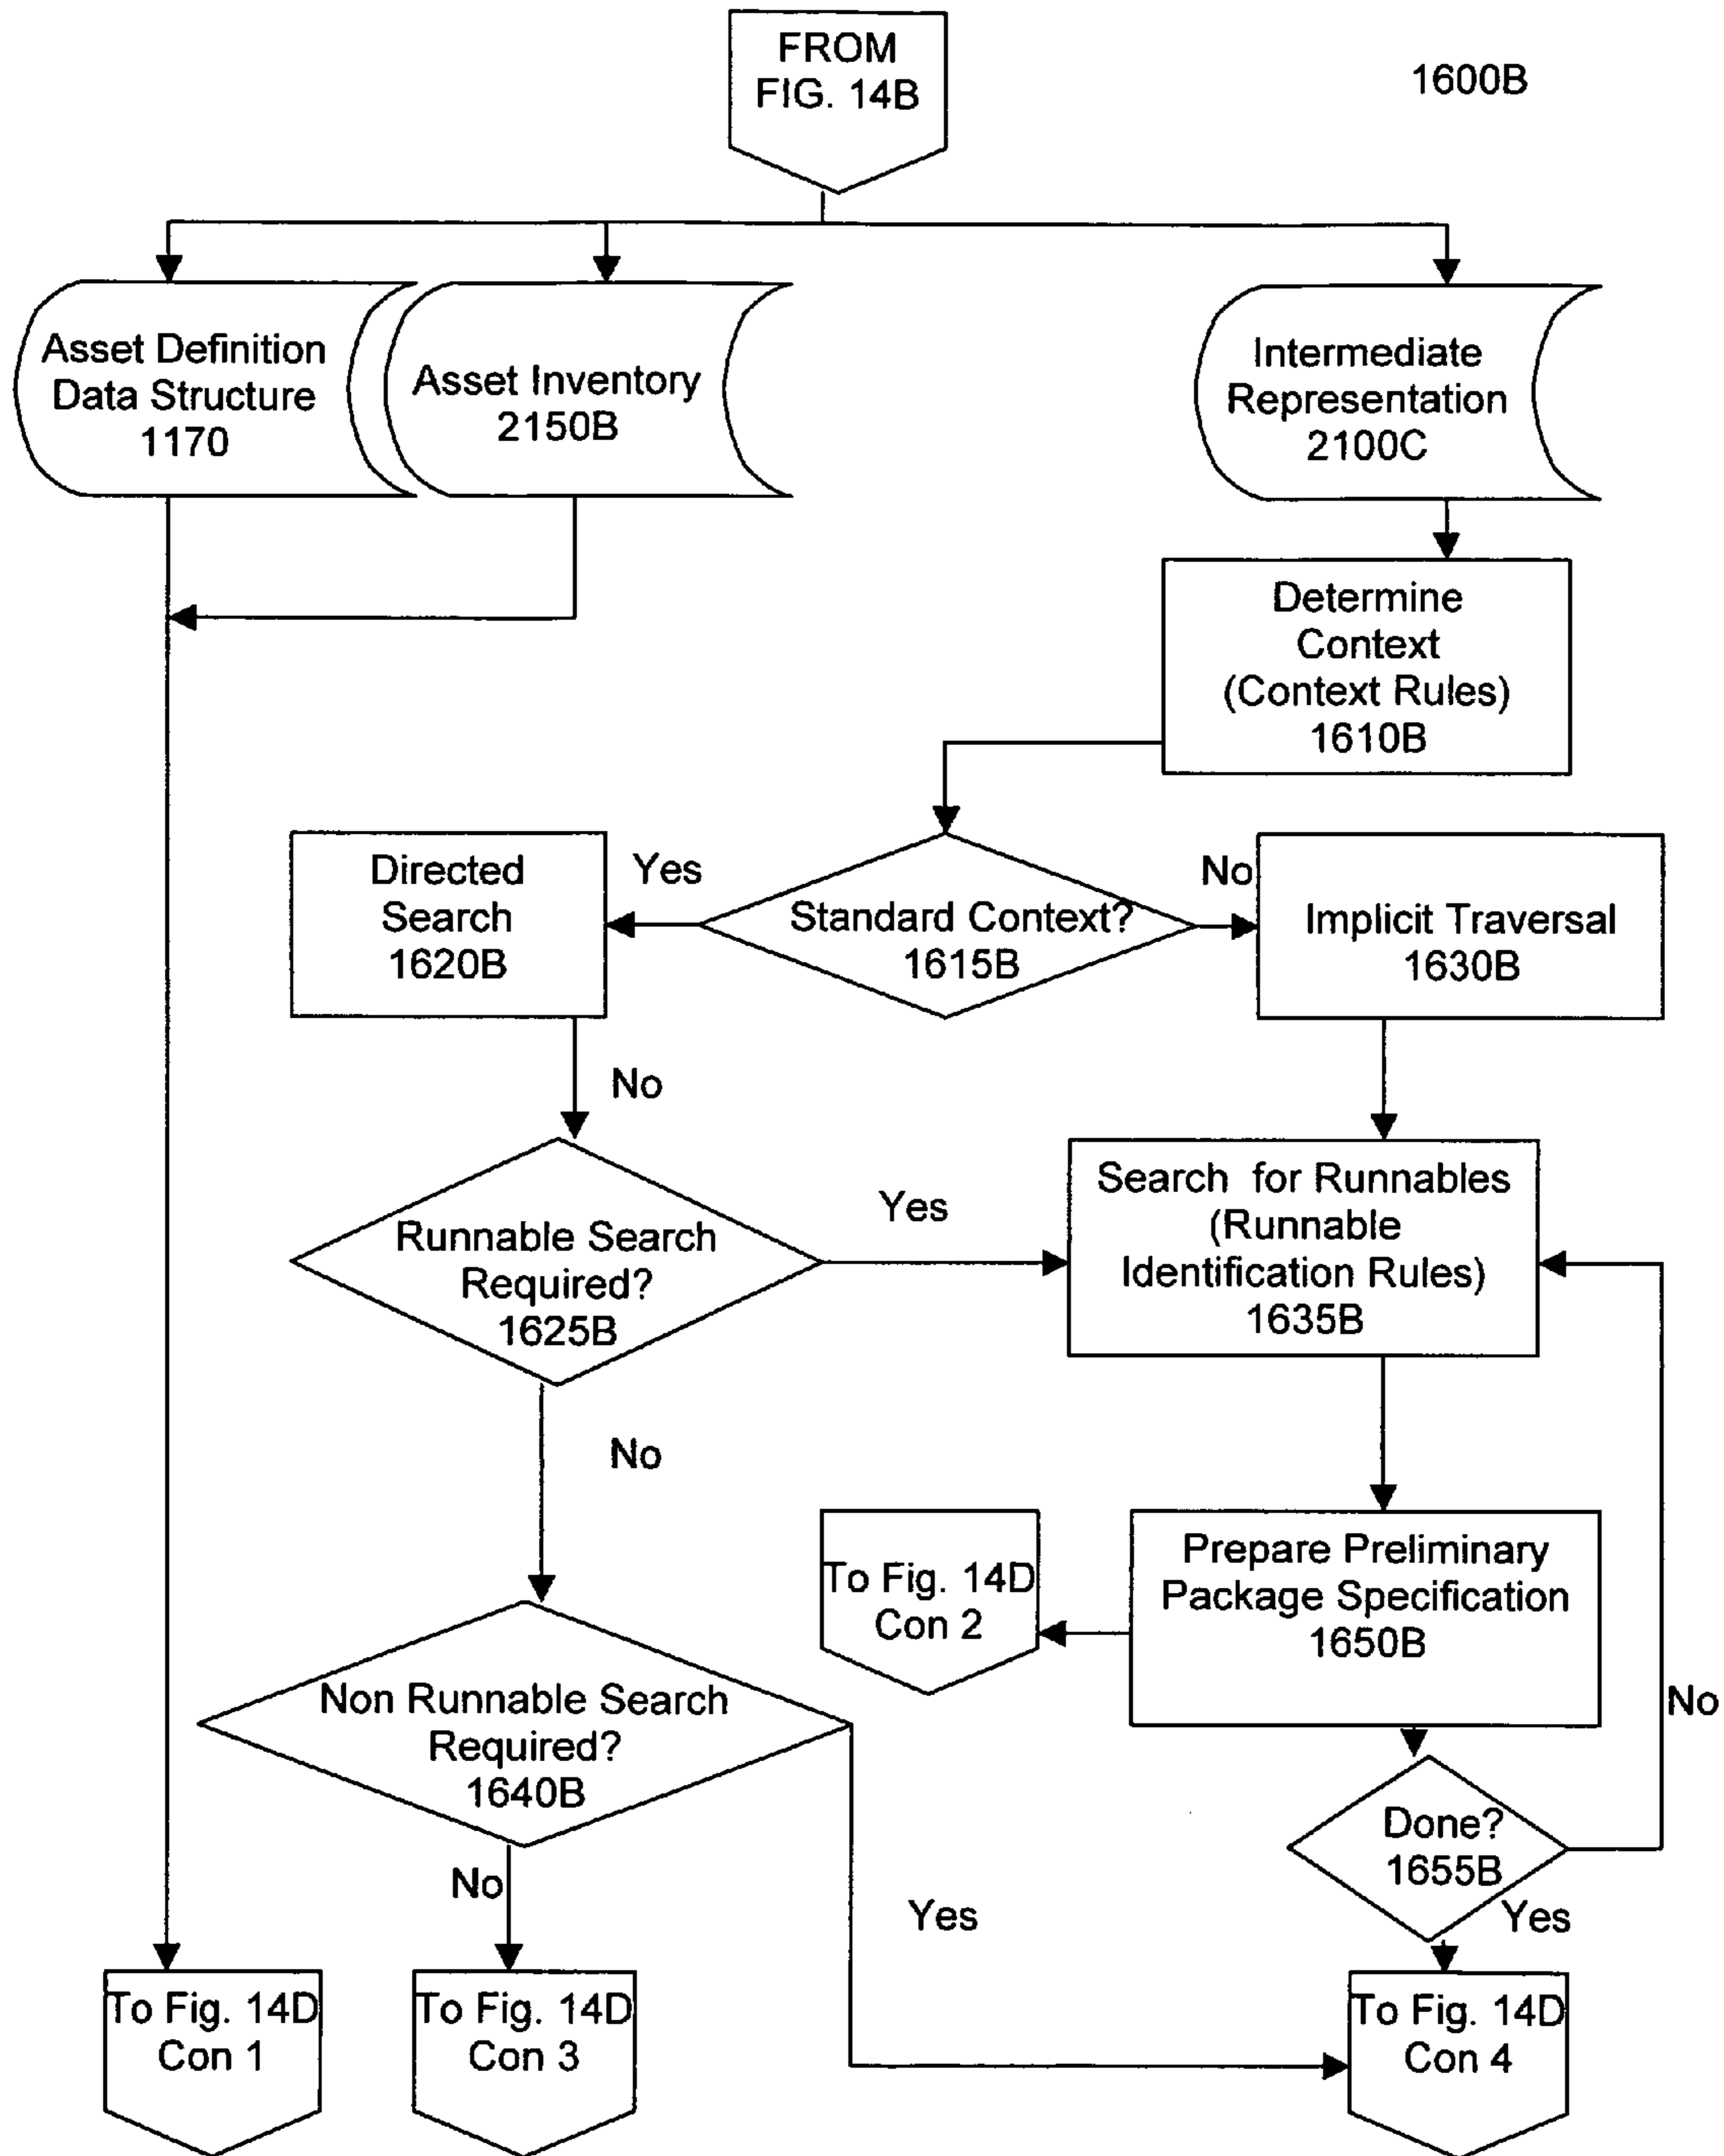 FROM
FIG. 14B
1600B
Asset Definition
Data Structure
1170
Asset Inventory
2150B
Intermediate
Representation
2100C
Determine
Context
(Context Rules)
1610B
Directed
Search
1620B
Yes
Standard Context?
1615B
No
Implicit Traversal
1630B
No
Runnable Search
Required?
1625B
Yes
Search for Runnables
(Runnable
Identification Rules)
1635B
No
To Fig. 14D
Con 2
Prepare Preliminary
Package Specification
1650B
No
Non Runnable Search
Required?
1640B
Done?
1655B
No
Yes
Yes
To Fig. 14D
Con 1
To Fig. 14D
Con 3
To Fig. 14D
Con 4